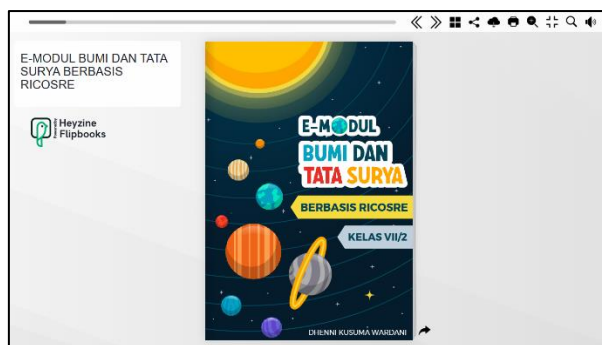 E-MODUL BUMI DAN TATA
SURYA BERBASIS
RICOSRE
Heyzine
Flipbooks
E-MODUL
BUMI DAN
TATA SURYA
BERBASIS RICOSRE
KELAS VII/2
DHENNI KUSUMA WARDANI